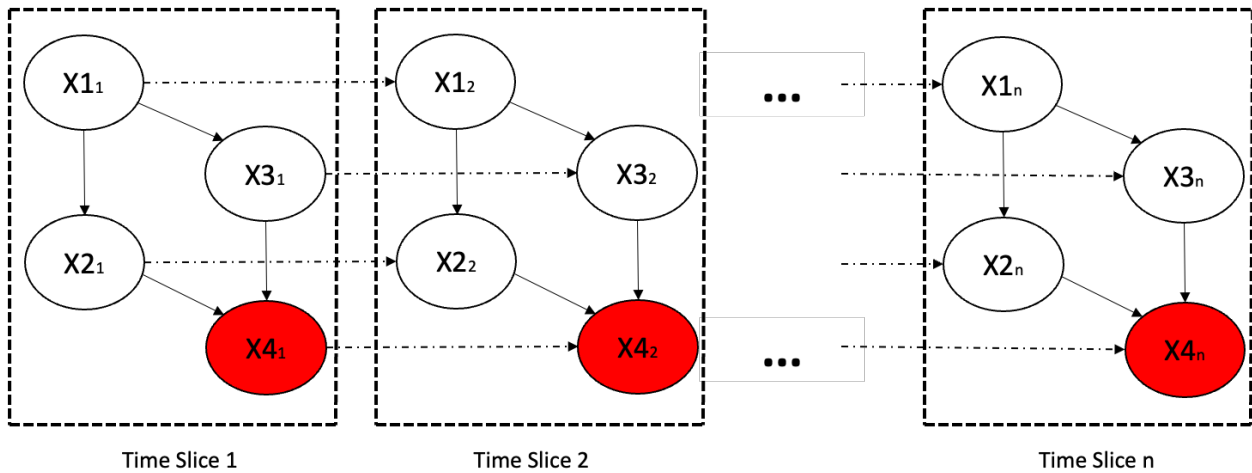 X1₁
X1₂
...
X1ₙ
X3₁
X3₂
X3ₙ
X2₁
X2₂
X2ₙ
X4₁
X4₂
...
X4ₙ
Time Slice 1
Time Slice 2
Time Slice n